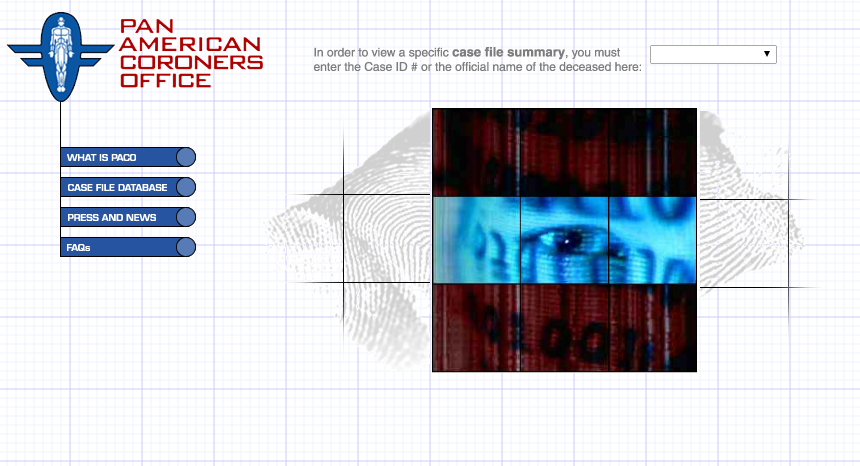 PAN
AMERICAN
CORONERS
OFFICE
In order to view a specific case file summary, you must
enter the Case ID # or the official name of the deceased here:
WHAT IS PACO
CASE FILE DATABASE
PRESS AND NEWS
FAQs